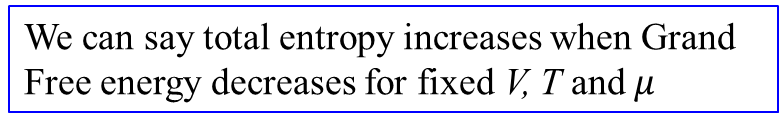 We can say total entropy increases when Grand
Free energy decreases for fixed V, T and μ